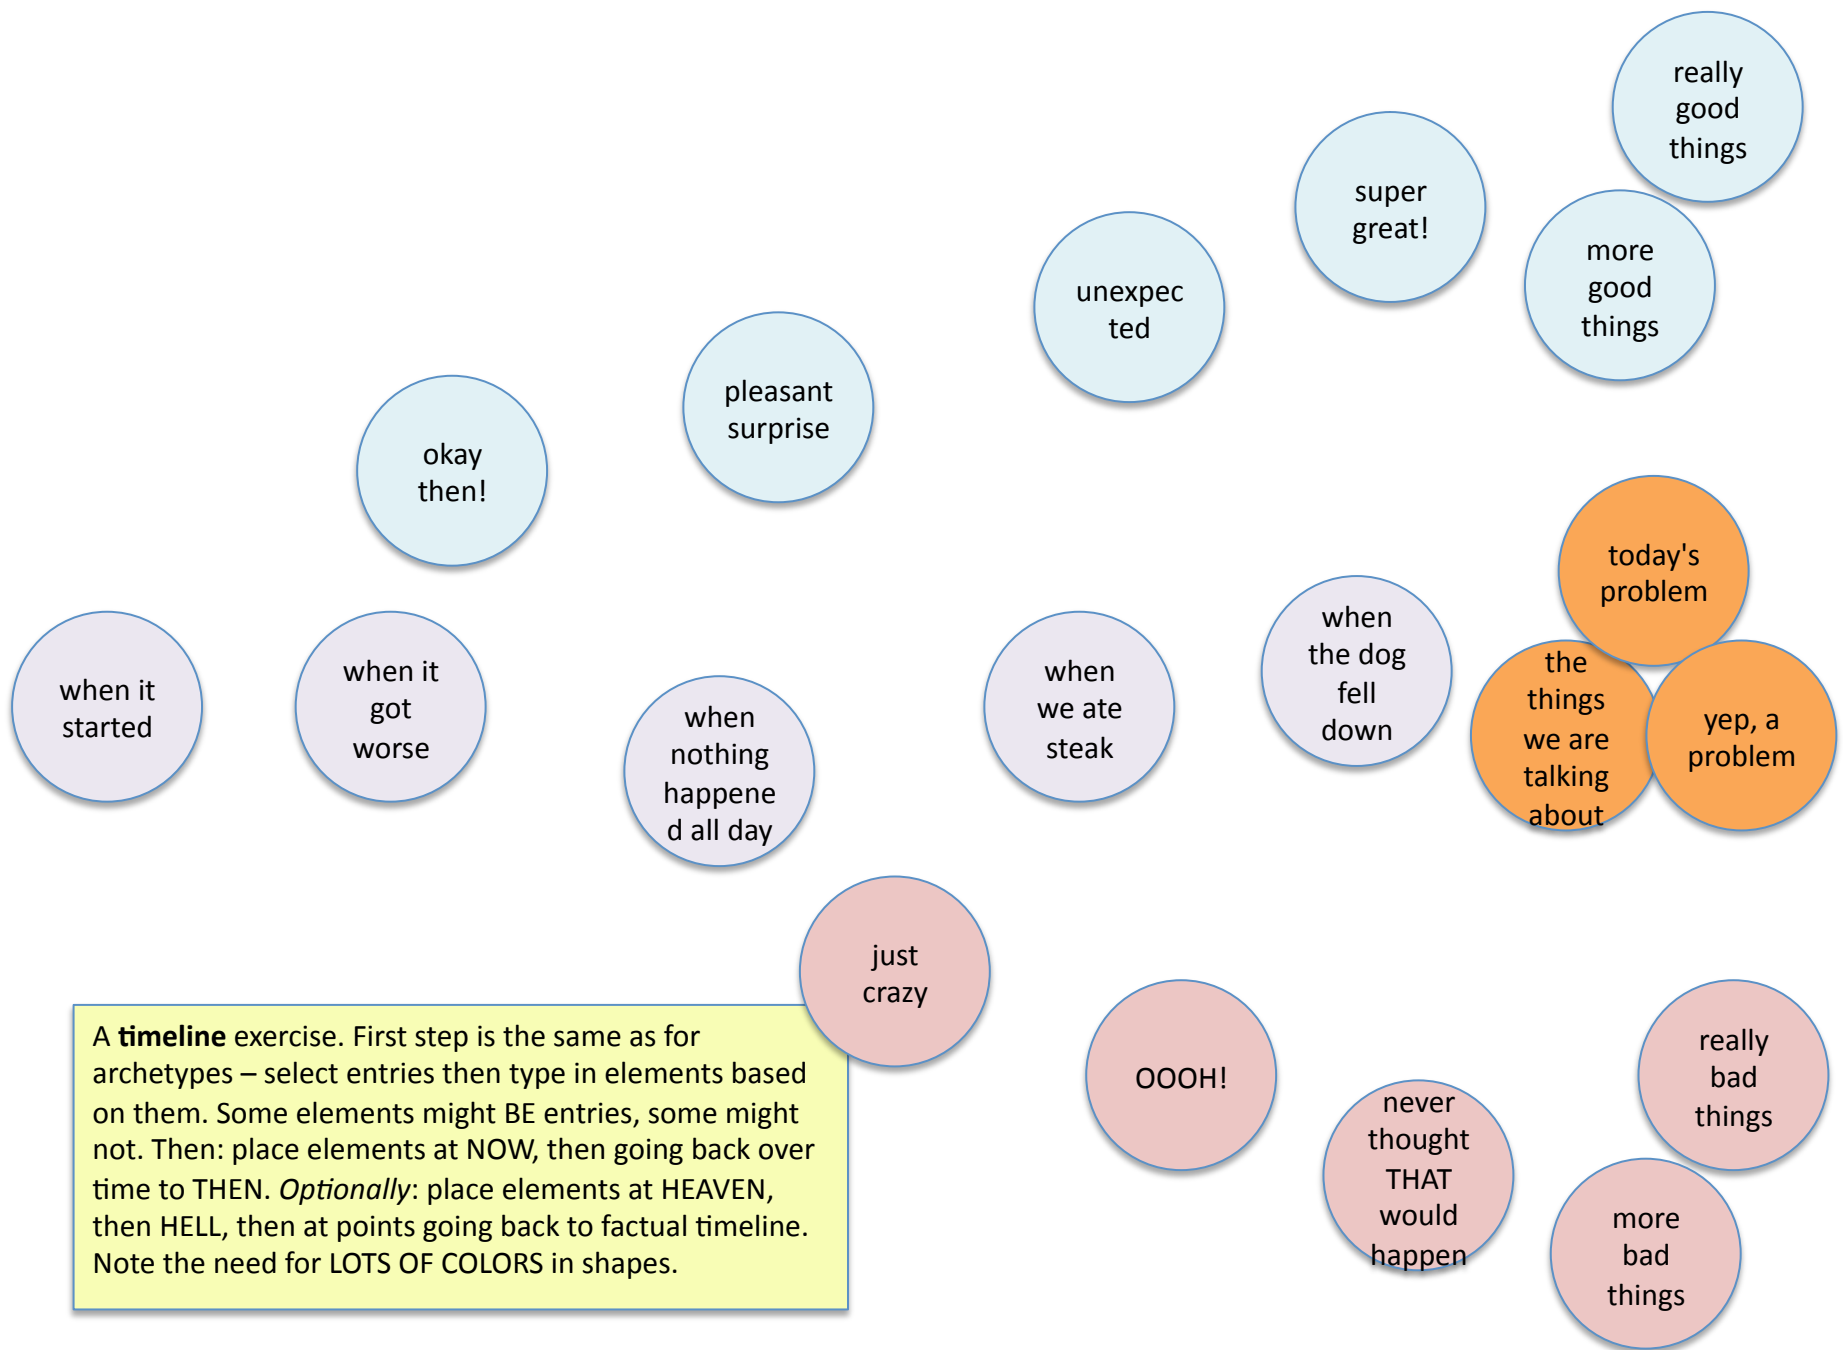 really
good
things
super
great!
more
good
things
unexpec
ted
pleasant
surprise
okay
then!
today's
problem
when it
started
when it
got
worse
when
nothing
happene
d all day
when
we ate
steak
when
the dog
fell
down
the
things
we are
talking
about
yep, a
problem
just
crazy
OOOH!
never
thought
THAT
would
happen
really
bad
things
more
bad
things
A timeline exercise. First step is the same as for
archetypes – select entries then type in elements based
on them. Some elements might BE entries, some might
not. Then: place elements at NOW, then going back over
time to THEN. Optionally: place elements at HEAVEN,
then HELL, then at points going back to factual timeline.
Note the need for LOTS OF COLORS in shapes.